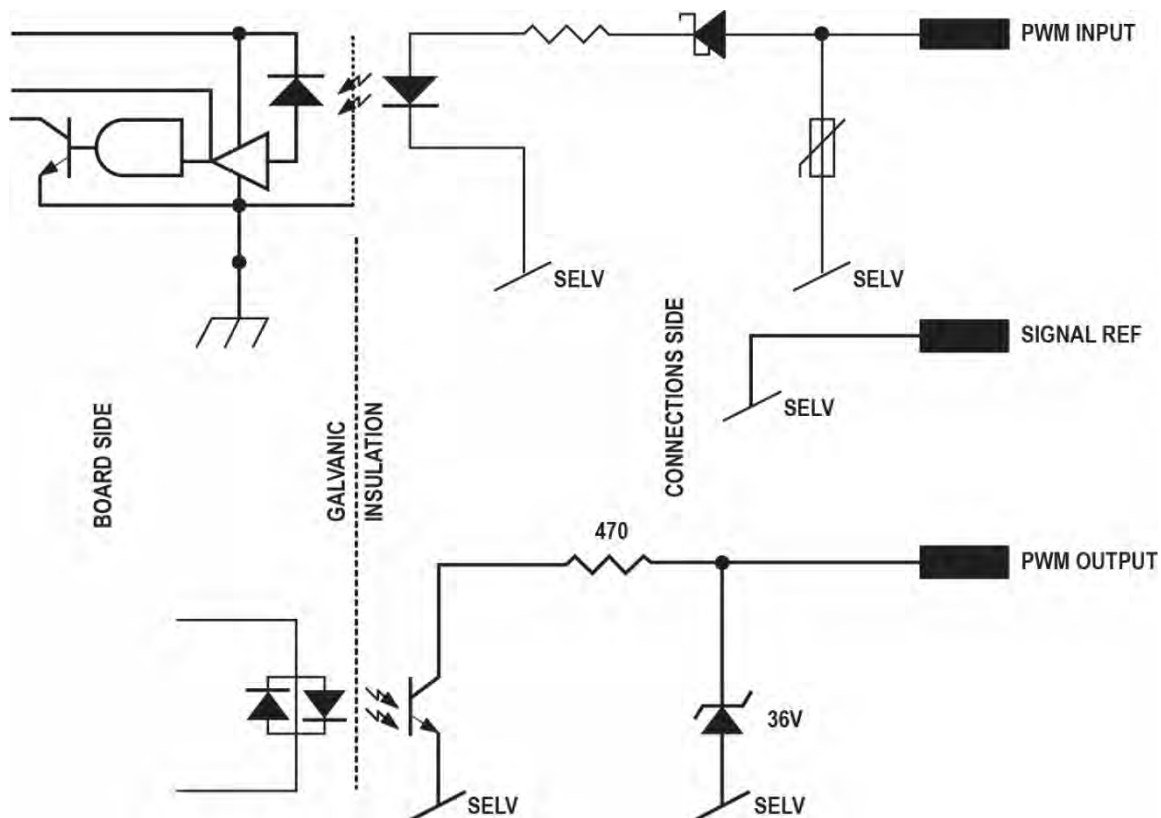 PWM INPUT
SELV
SELV
SIGNAL REF
SELV
BOARD SIDE
GALVANIC
INSULATION
CONNECTIONS SIDE
470
PWM OUTPUT
36V
SELV
SELV